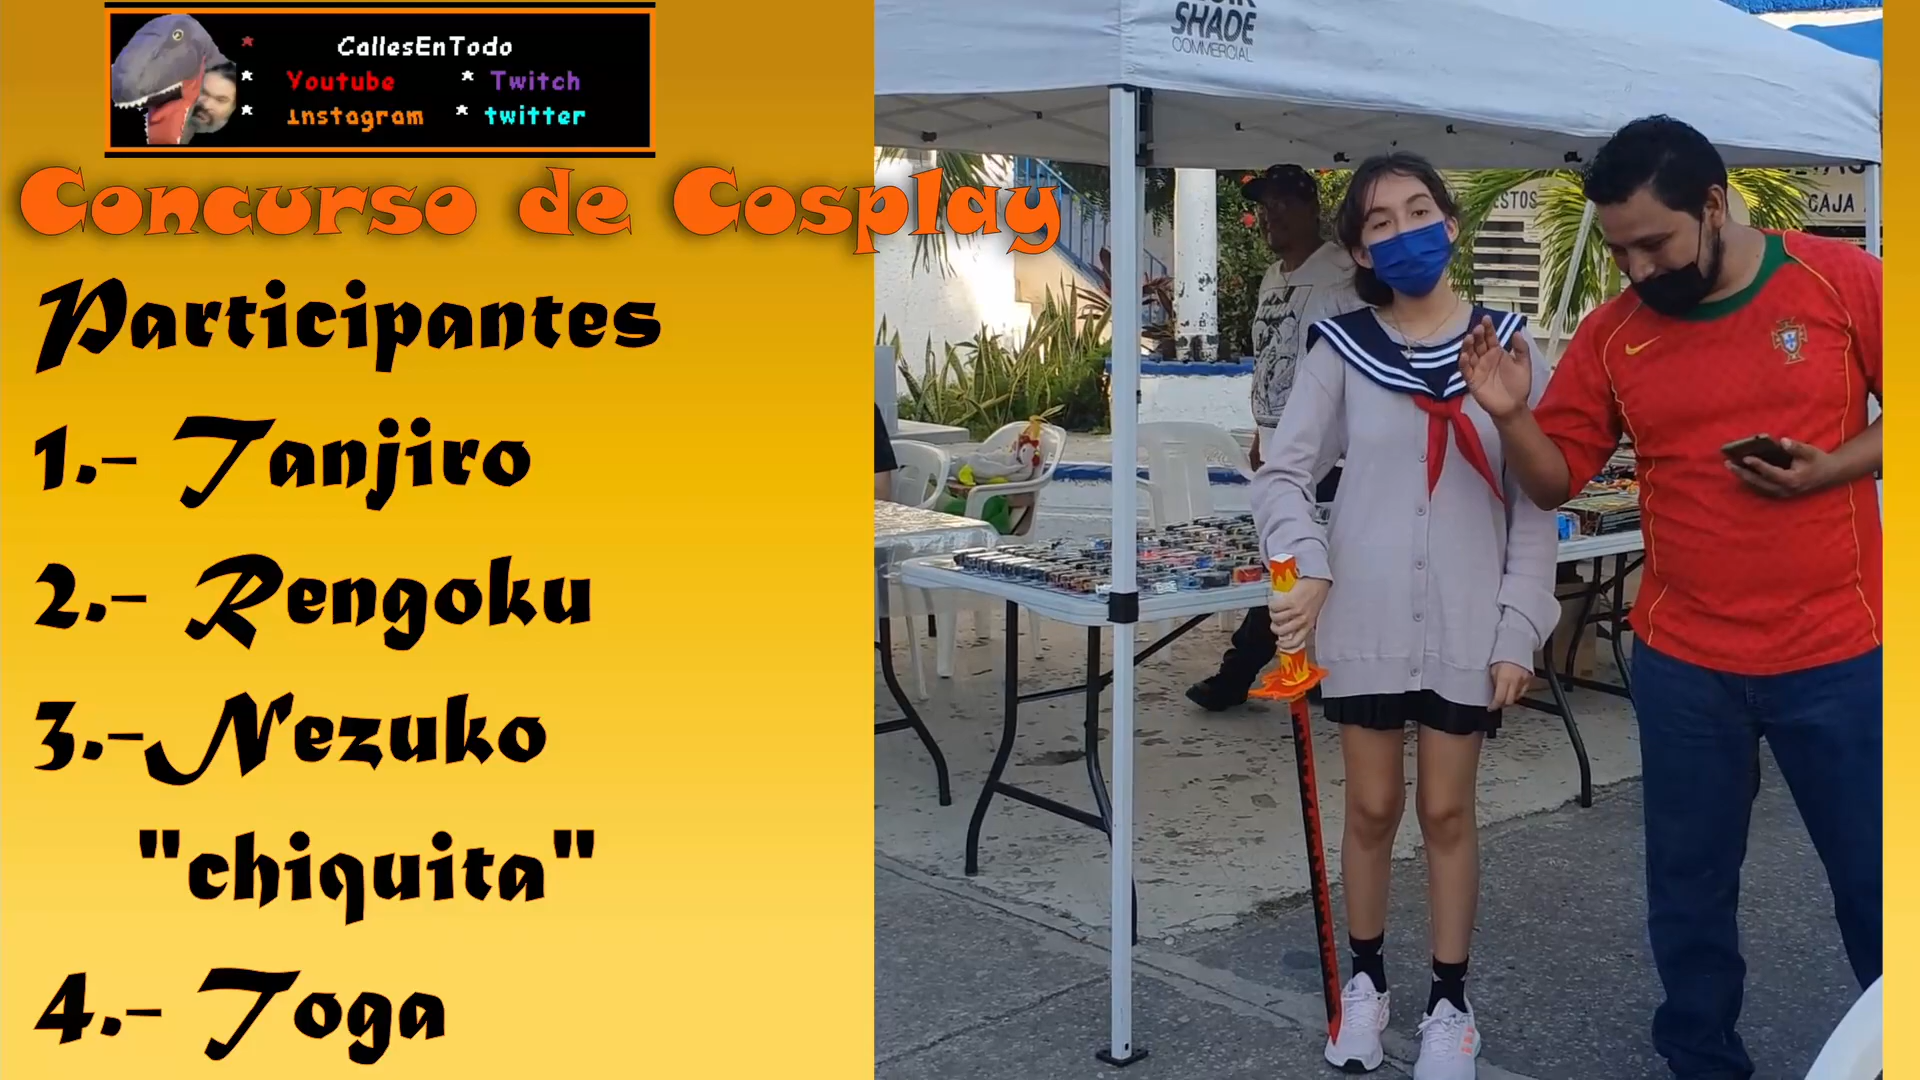 CallesEnTodo
* Youtube * Twitch
* instagram * twitter
Concurso de Cosplay
Participantes
1.- Tanjiro
2.- Rengoku
3.- Nezuko
"chiquita"
4.- Toga
SHADE
COMMERCIAL
CAJA